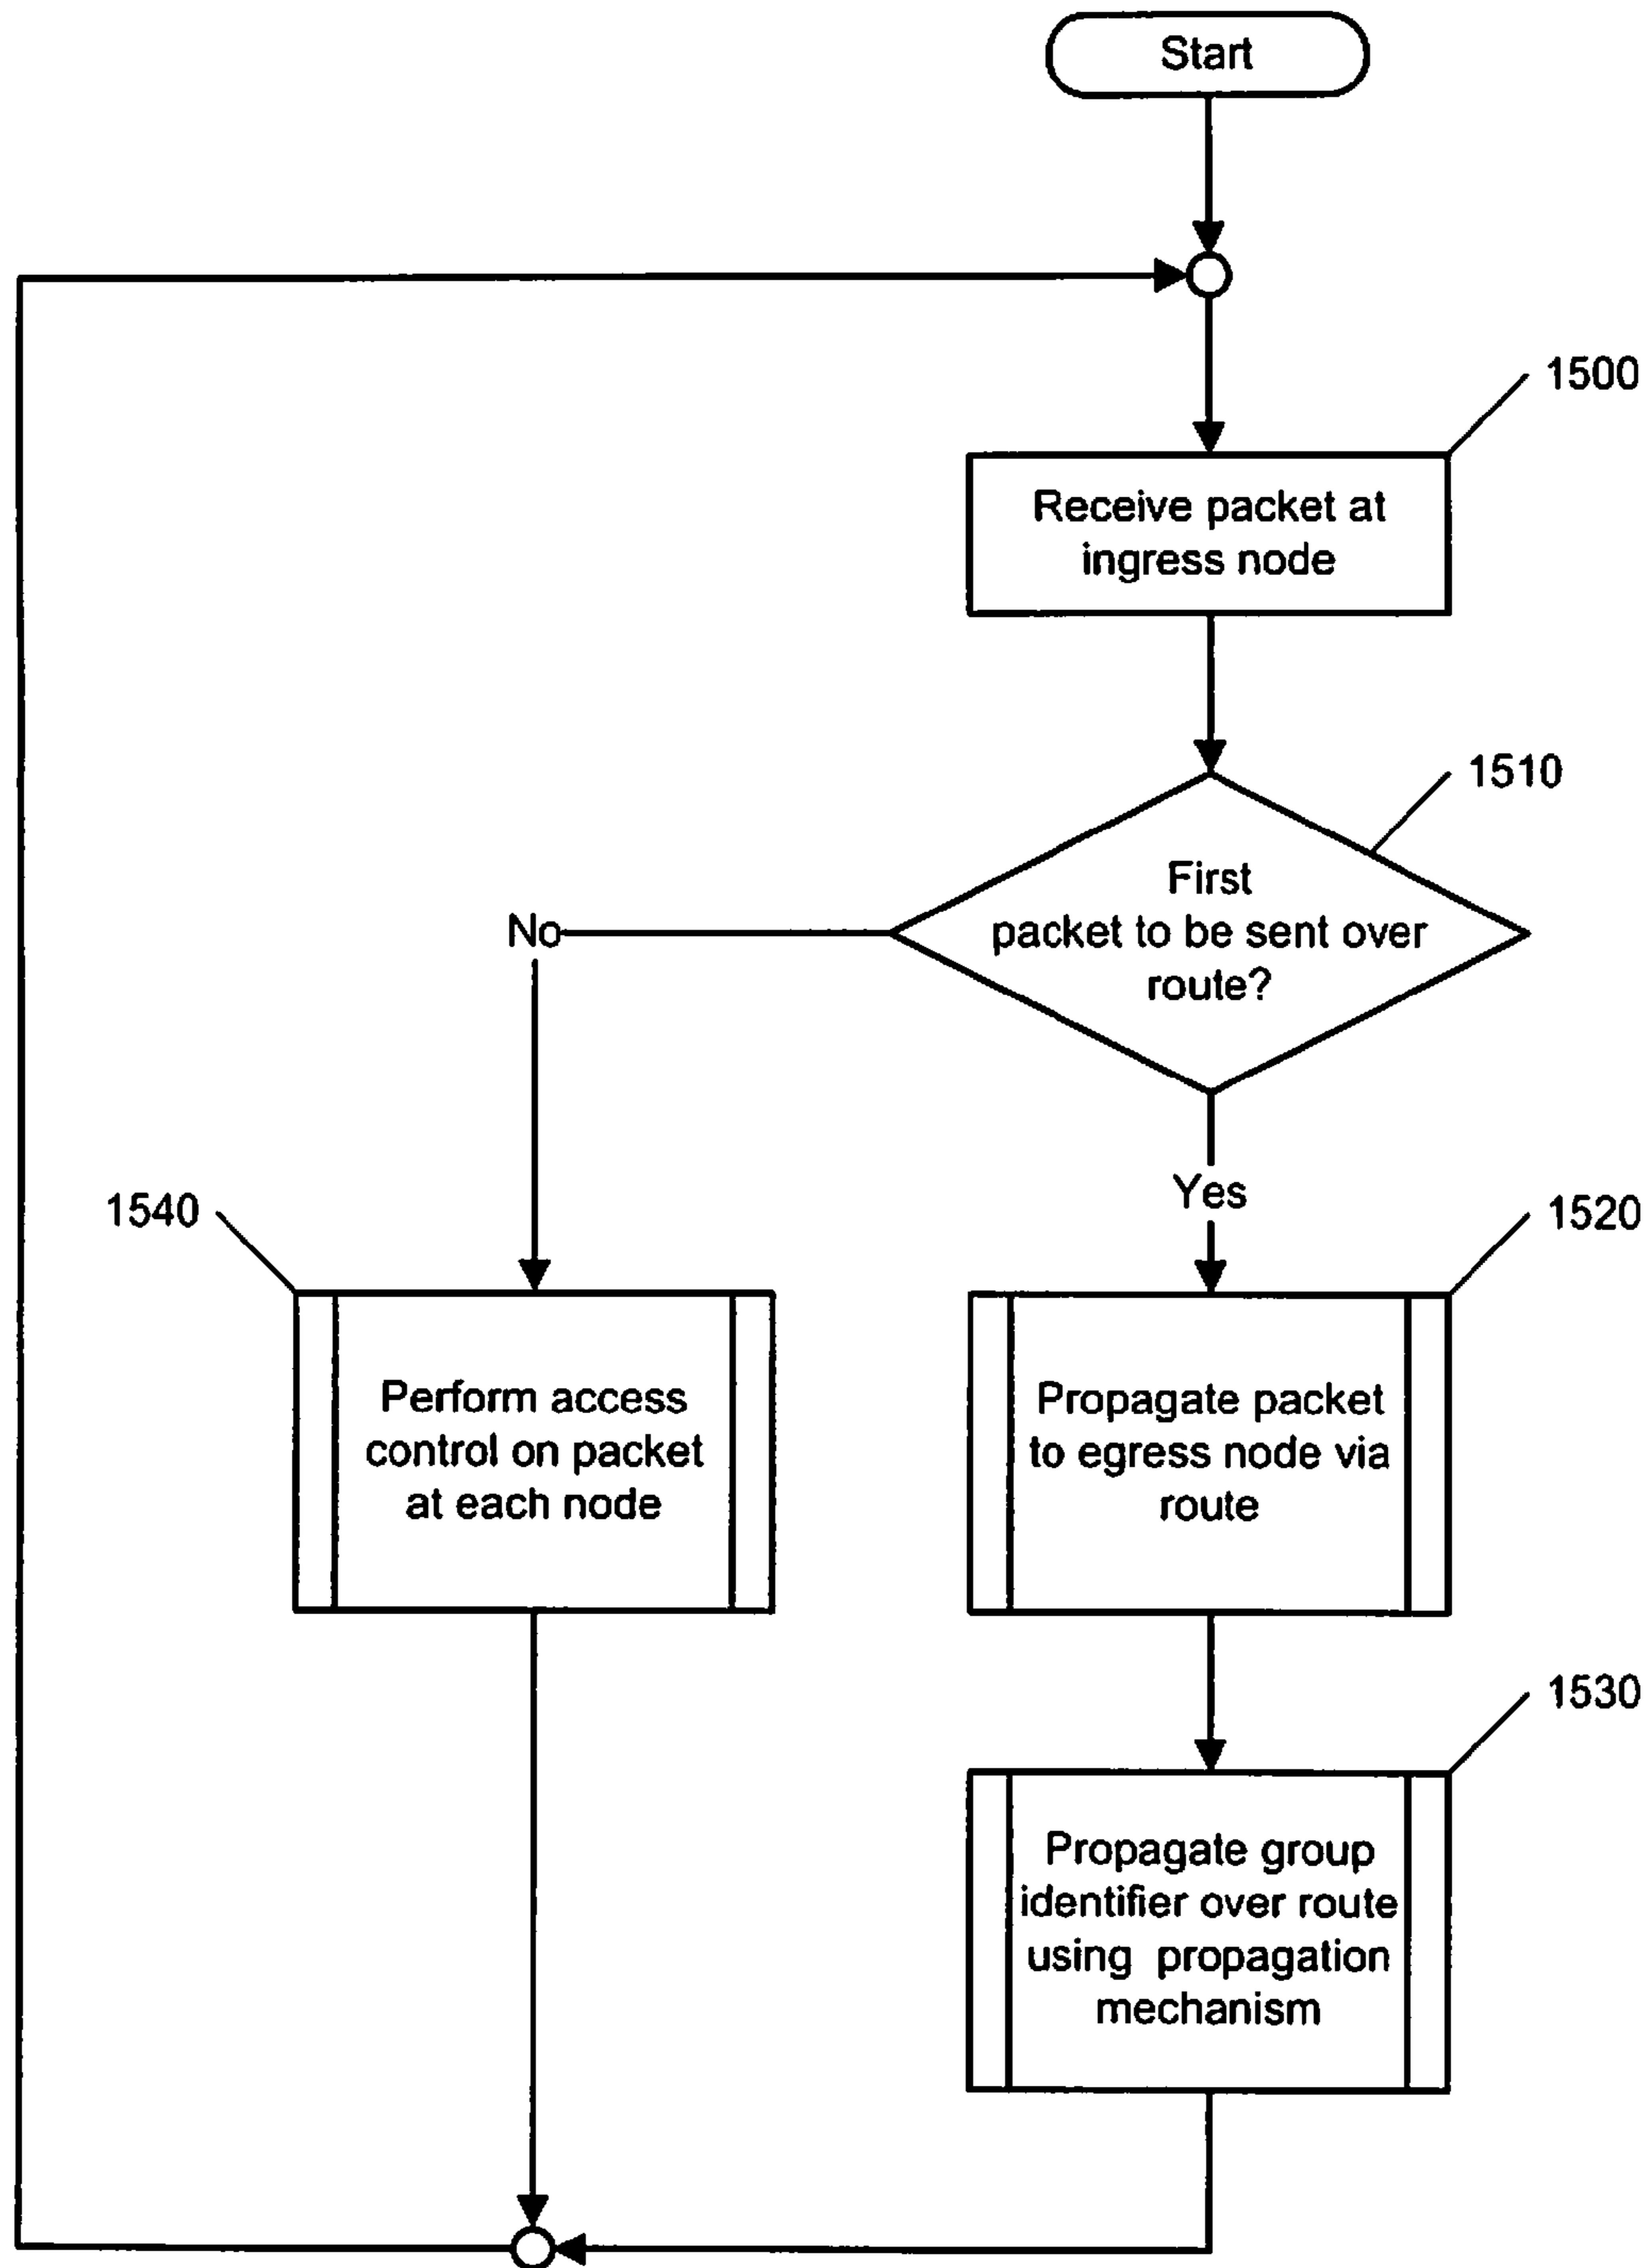 Start
1500
Receive packet at
ingress node
1510
First
packet to be sent over
route?
No
Yes
1540
1520
Perform access
control on packet
at each node
Propagate packet
to egress node via
route
1530
Propagate group
identifier over route
using propagation
mechanism